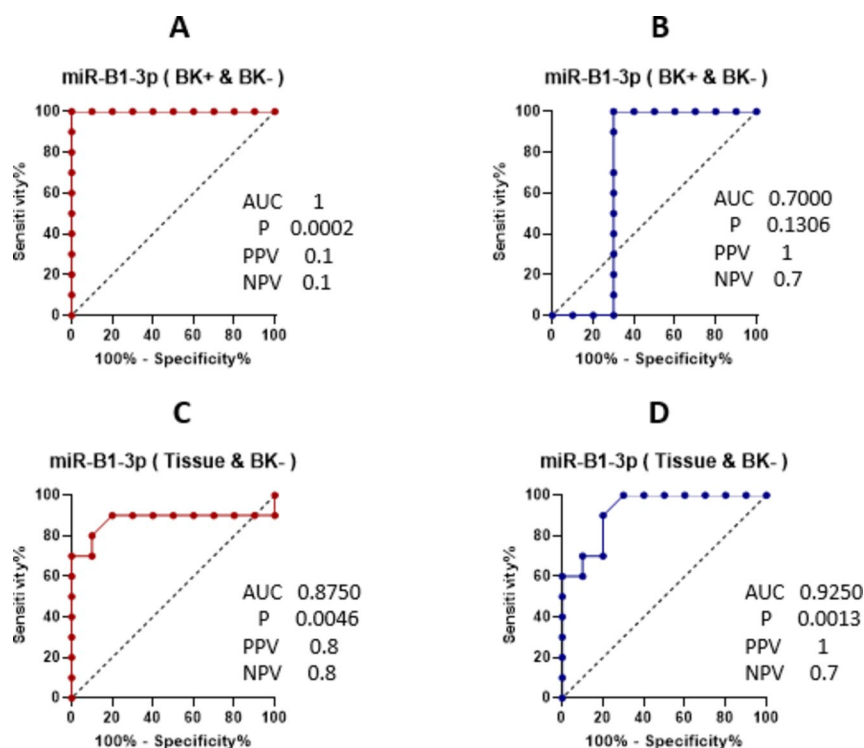 A
miR-B1-3p ( BK+ & BK- )
100
80
60
40
20
0
Sensiti vity%
0 20 40 60 80 100
100% - Specificity%
AUC 1
P 0.0002
PPV 0.1
NPV 0.1
B
miR-B1-3p ( BK+ & BK- )
100
80
60
40
20
0
Sensiti vity%
0 20 40 60 80 100
100% - Specificity%
AUC 0.7000
P 0.1306
PPV 1
NPV 0.7
C
miR-B1-3p ( Tissue & BK- )
100
80
60
40
20
0
Sensiti vity%
0 20 40 60 80 100
100% - Specificity%
AUC 0.8750
P 0.0046
PPV 0.8
NPV 0.8
D
miR-B1-3p ( Tissue & BK- )
100
80
60
40
20
0
Sensiti vity%
0 20 40 60 80 100
100% - Specificity%
AUC 0.9250
P 0.0013
PPV 1
NPV 0.7